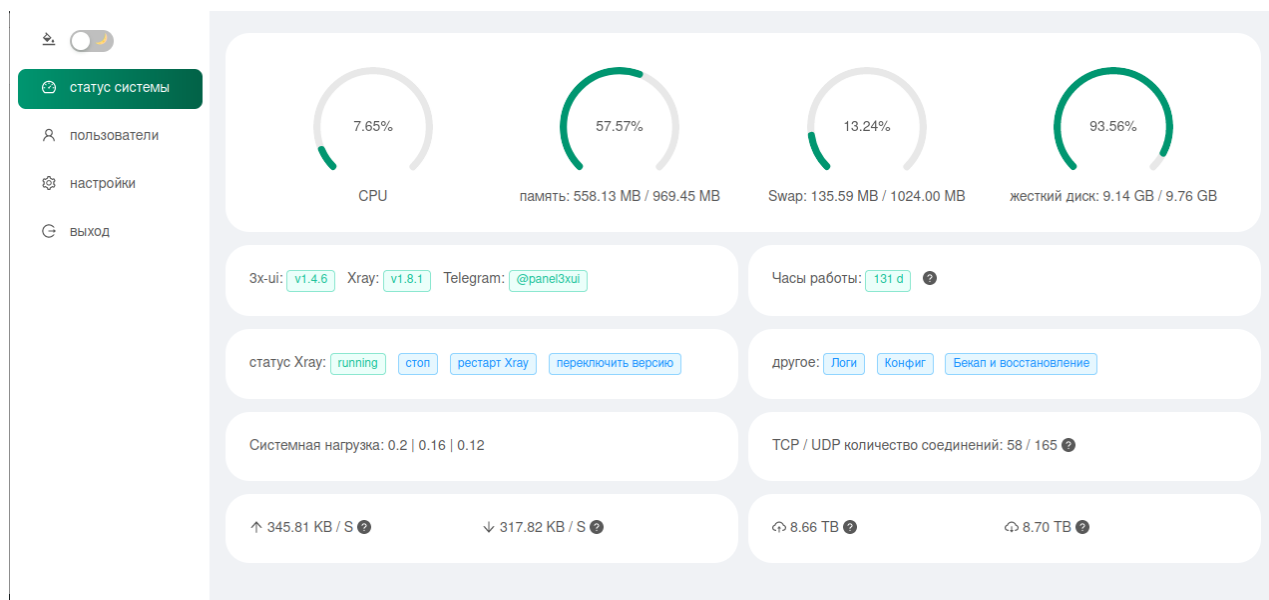 статус системы
пользователи
настройки
выход
7.65%
57.57%
13.24%
93.56%
CPU
память: 558.13 MB / 969.45 MB
Swap: 135.59 MB / 1024.00 MB
жесткий диск: 9.14 GB / 9.76 GB
3x-ui: v1.4.6 Xray: v1.8.1 Telegram: @panel3xui
Часы работы: 131 d ?
статус Xray: running стоп рестарт Xray переключить версию
другое: Логи Конфиг Бекап и восстановление
Системная нагрузка: 0.2 | 0.16 | 0.12
TCP / UDP количество соединений: 58 / 165 ?
↑ 345.81 KB / S ? ↓ 317.82 KB / S ?
8.66 TB ? 8.70 TB ?